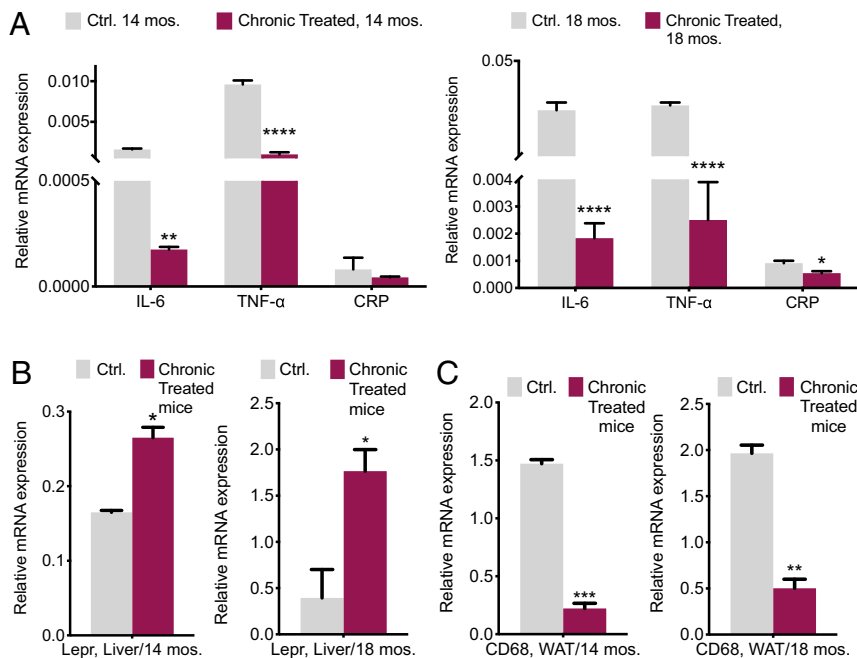 A
Ctrl. 14 mos.
Chronic Treated, 14 mos.
Relative mRNA expression
0.010
0.005
0.0005
0.0000
**
****
IL-6
TNF-α
CRP
Ctrl. 18 mos.
Chronic Treated,
18 mos.
Relative mRNA expression
0.05
0.004
0.003
0.002
0.001
0.000
****
****
*
IL-6
TNF-α
CRP
B
Ctrl.
Chronic
Treated
mice
Relative mRNA expression
0.3
0.2
0.1
0.0
*
Lepr, Liver/14 mos.
Ctrl.
Chronic
Treated
mice
Relative mRNA expression
2.5
2.0
1.5
1.0
0.5
0.0
*
Lepr, Liver/18 mos.
C
Ctrl.
Chronic
Treated
mice
Relative mRNA expression
2.0
1.5
1.0
0.5
0.0
***
CD68, WAT/14 mos.
Ctrl.
Chronic
Treated
mice
Relative mRNA expression
2.5
2.0
1.5
1.0
0.5
0.0
**
CD68, WAT/18 mos.